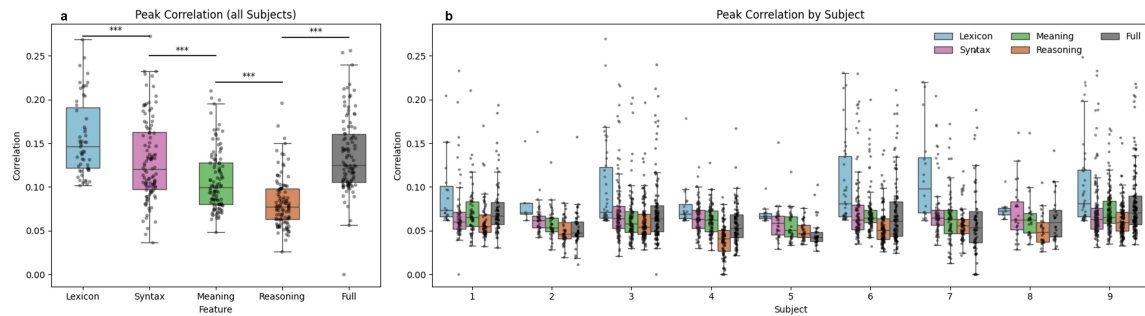 a
Peak Correlation (all Subjects)
***
***
***
***
Correlation
0.25
0.20
0.15
0.10
0.05
0.00
Lexicon
Syntax
Meaning
Reasoning
Full
Feature
b
Peak Correlation by Subject
Lexicon
Meaning
Full
Syntax
Reasoning
Correlation
0.25
0.20
0.15
0.10
0.05
0.00
1
2
3
4
5
6
7
8
9
Subject